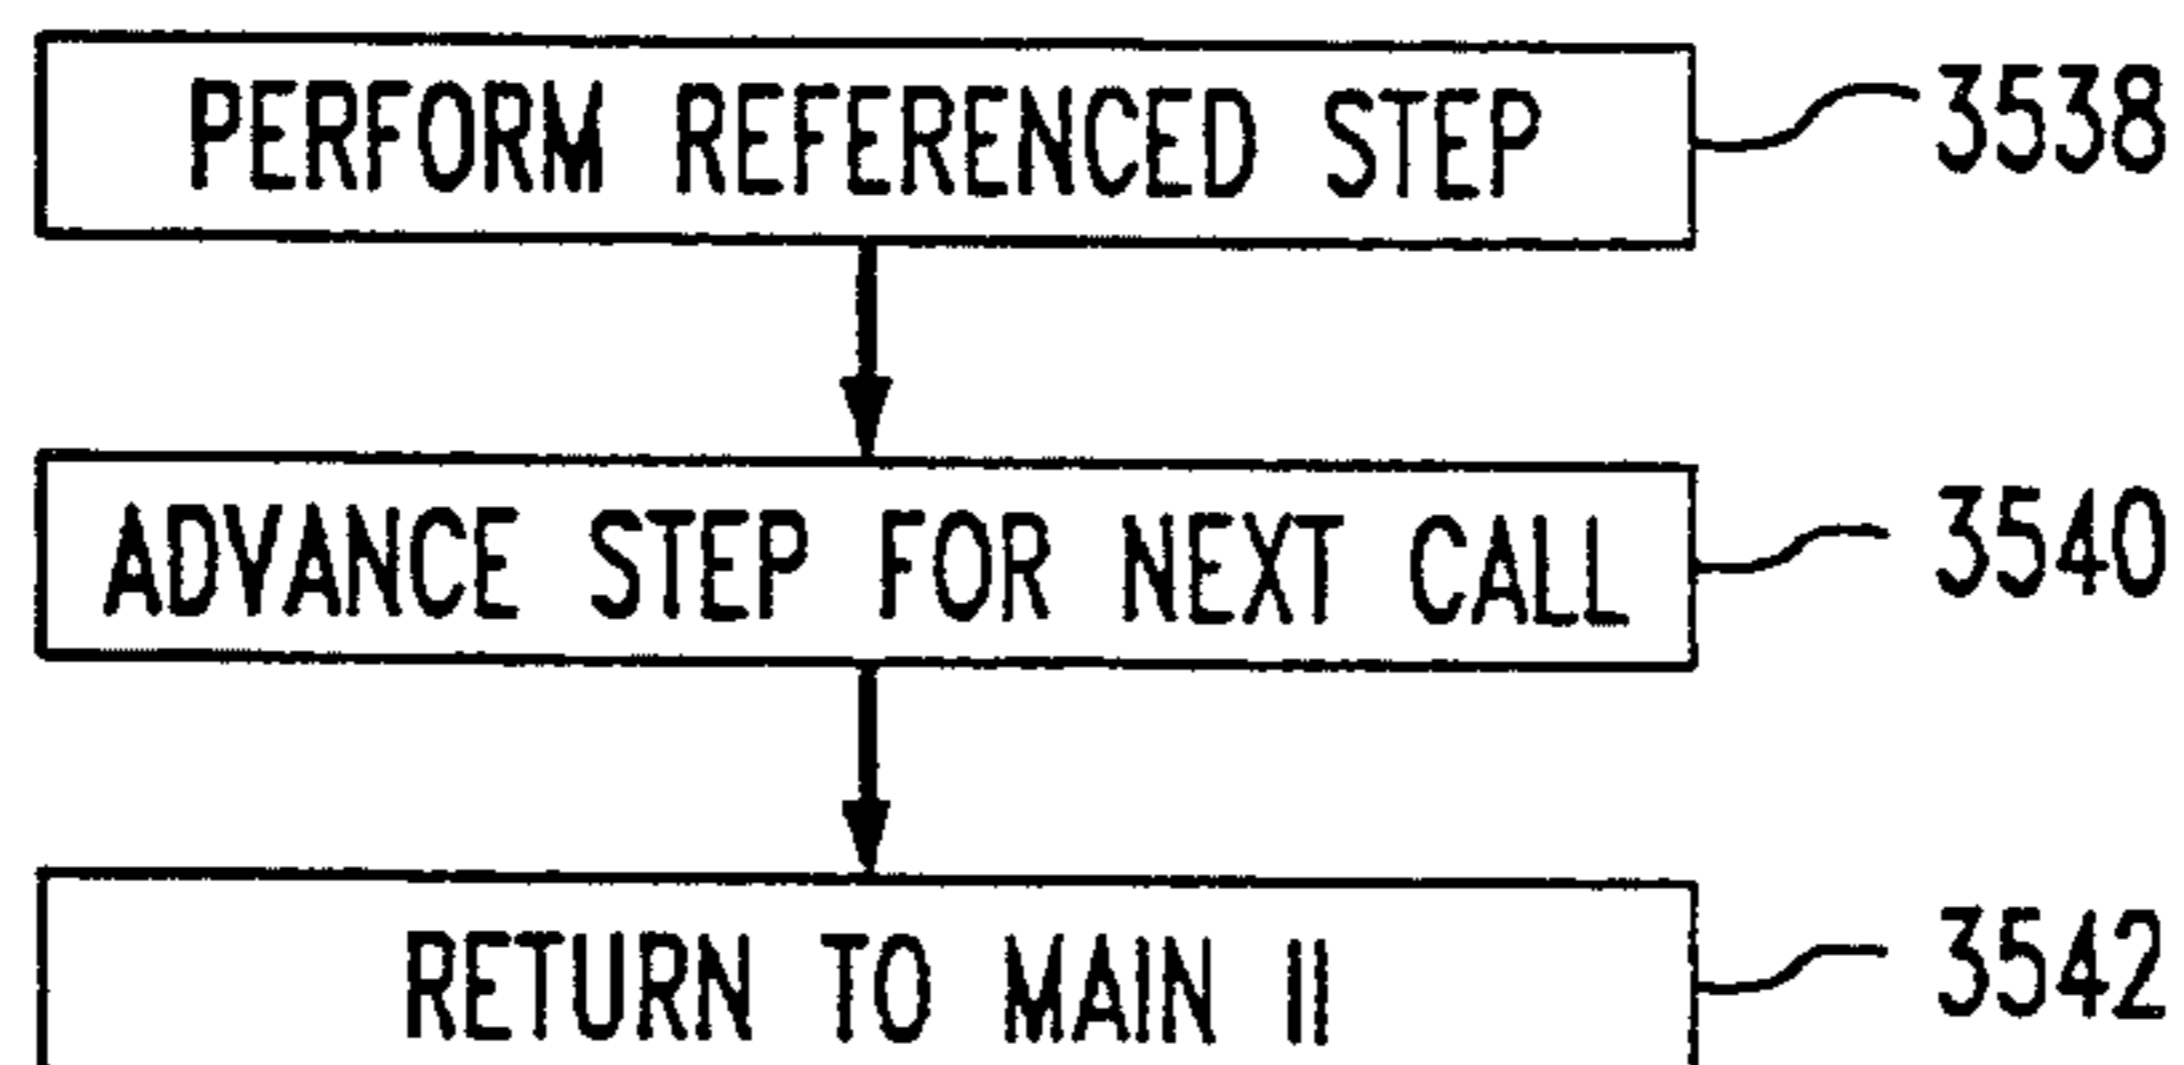 PERFORM REFERENCED STEP 3538
ADVANCE STEP FOR NEXT CALL 3540
RETURN TO MAIN II 3542